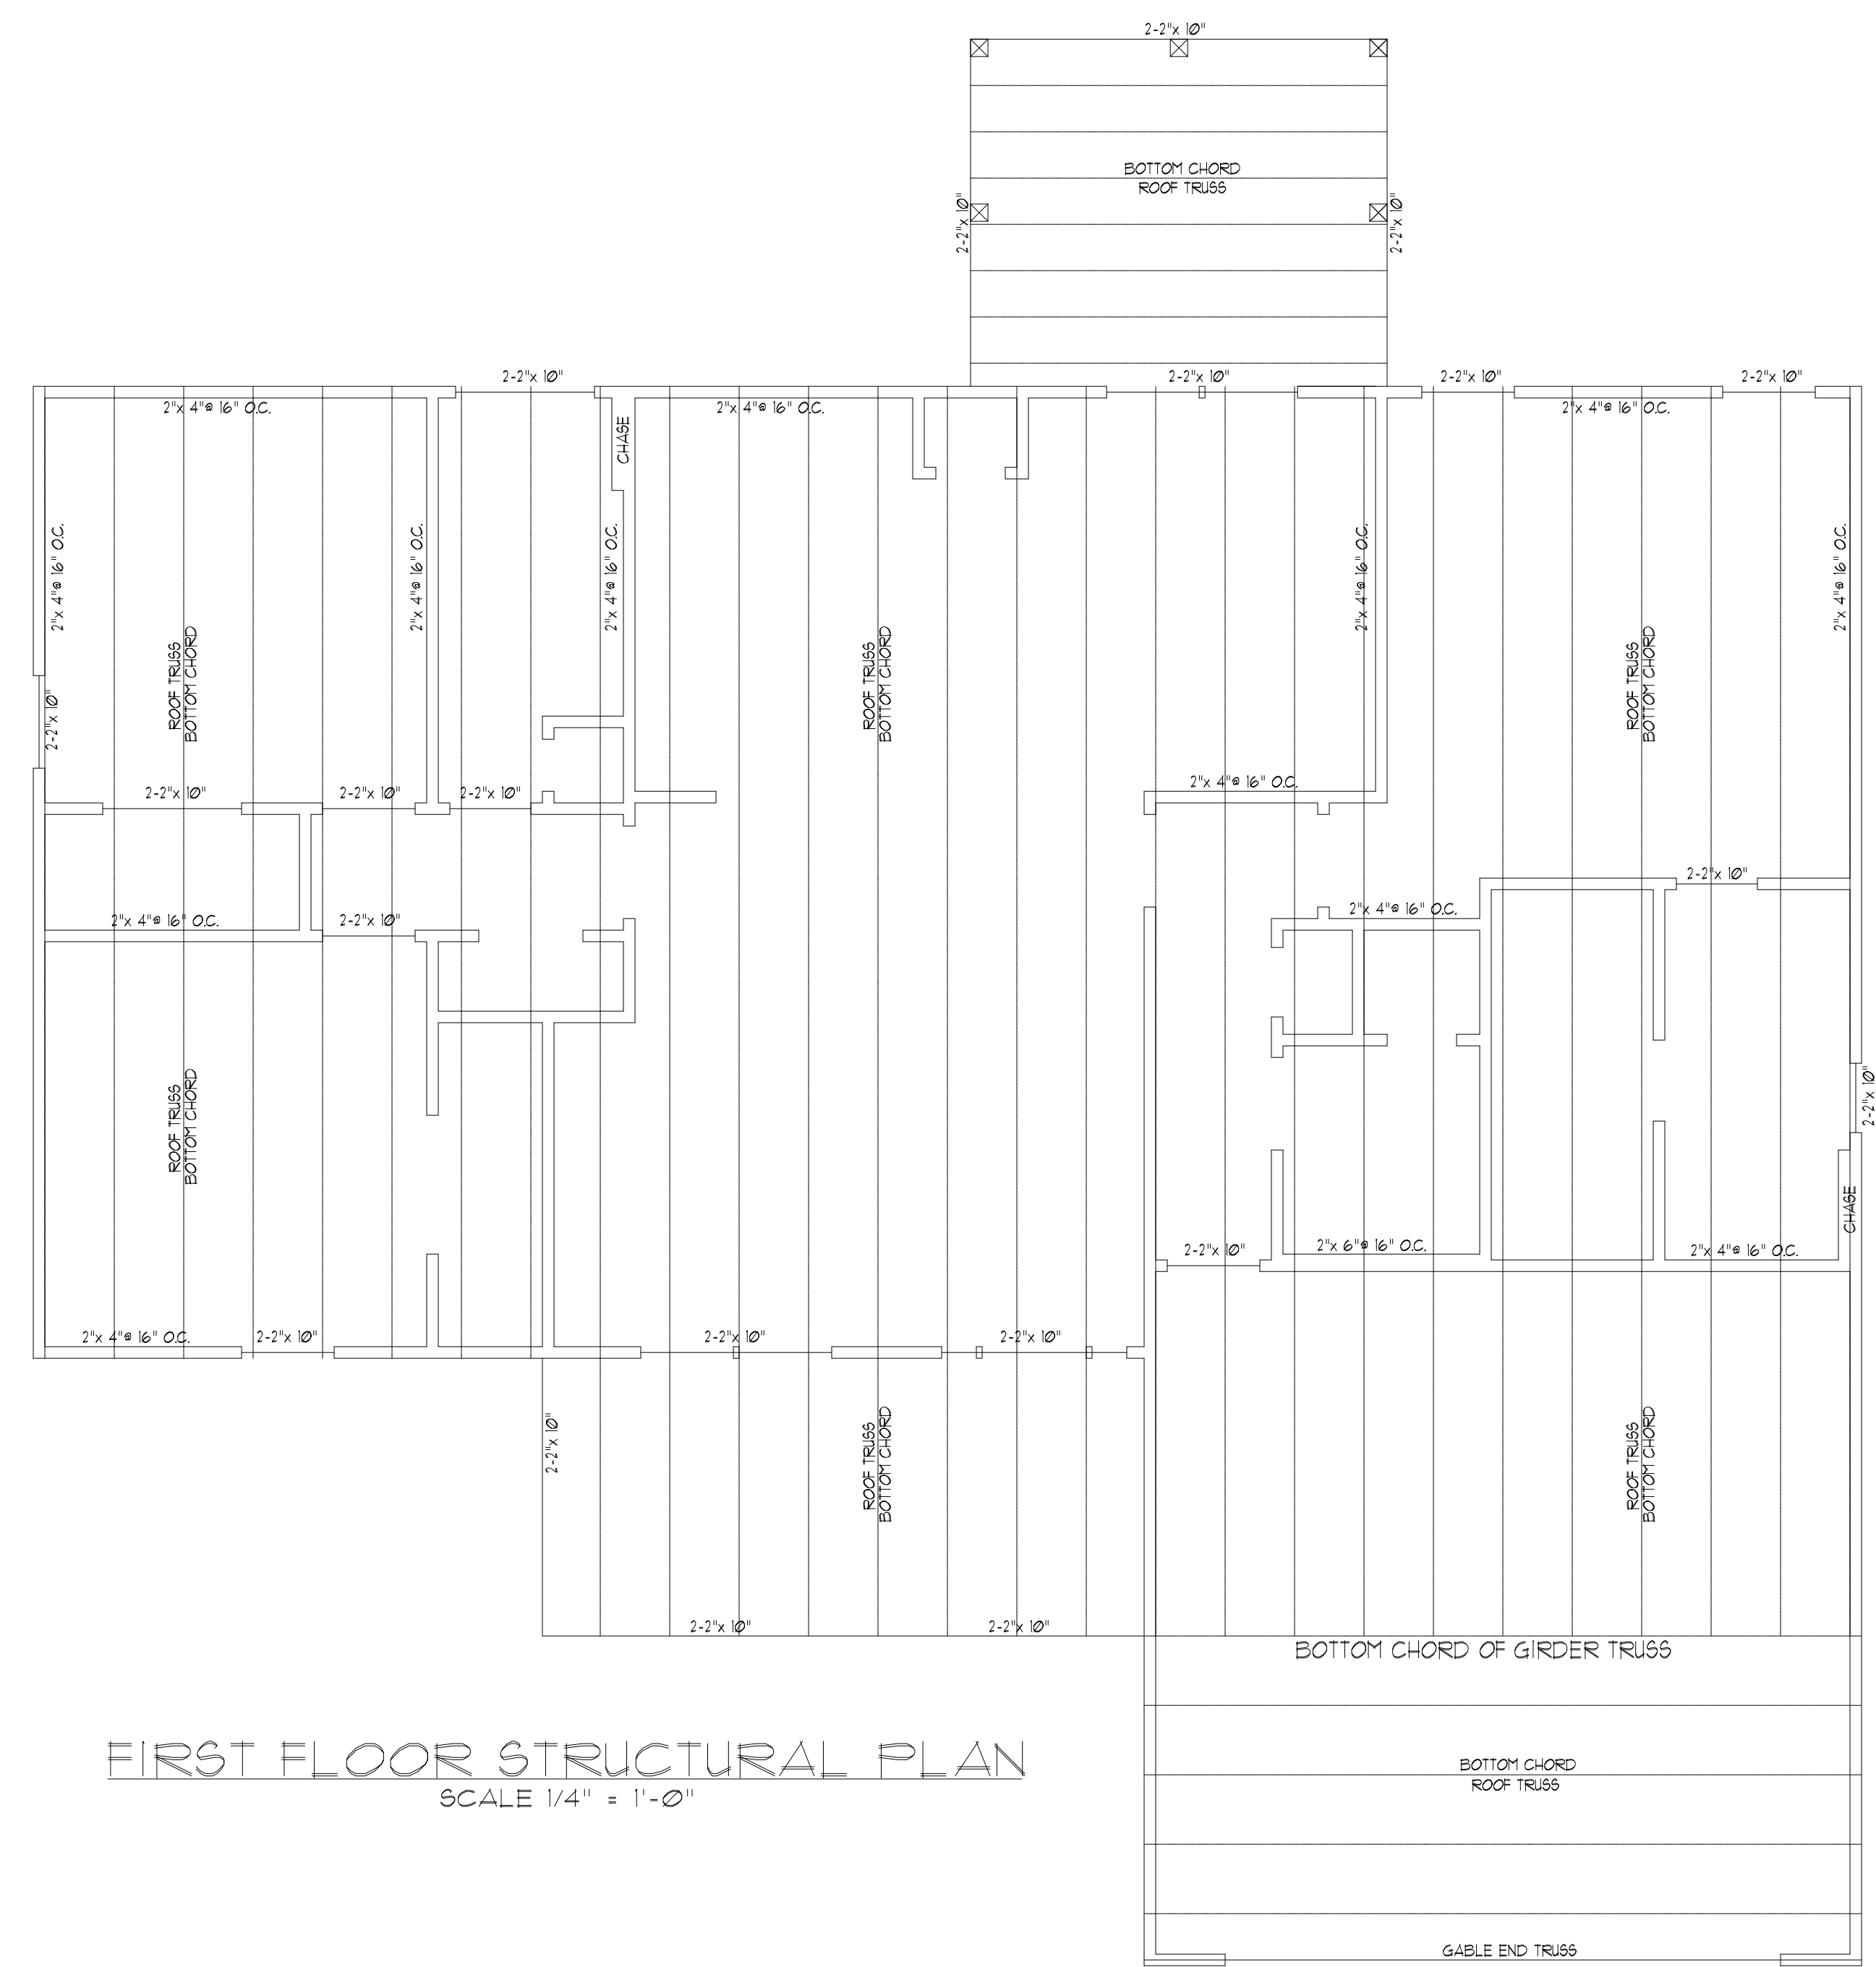 2-2"x 10"
BOTTOM CHORD
ROOF TRUSS
2-2"x 10"
2-2"x 10"
2-2"x 10"
2-2"x 10"
2-2"x 10"
2-2"x 10"
2"x 4"@ 16" O.C.
2"x 4"@ 16" O.C.
2"x 4"@ 16" O.C.
CHASE
2"x 4"@ 16" O.C.
2"x 4"@ 16" O.C.
2"x 4"@ 16" O.C.
2"x 4"@ 16" O.C.
2"x 4"@ 16" O.C.
ROOF TRUSS
BOTTOM CHORD
ROOF TRUSS
BOTTOM CHORD
ROOF TRUSS
BOTTOM CHORD
2-2"x 10"
2-2"x 10"
2-2"x 10"
2-2"x 10"
2"x 4"@ 16" O.C.
2-2"x 10"
2"x 4"@ 16" O.C.
2-2"x 10"
2"x 4"@ 16" O.C.
2-2"x 10"
ROOF TRUSS
BOTTOM CHORD
CHASE
2-2"x 10"
2"x 6"@ 16" O.C.
2"x 4"@ 16" O.C.
2"x 4"@ 16" O.C.
2-2"x 10"
2-2"x 10"
2-2"x 10"
2-2"x 10"
ROOF TRUSS
BOTTOM CHORD
ROOF TRUSS
BOTTOM CHORD
2-2"x 10"
2-2"x 10"
BOTTOM CHORD OF GIRDER TRUSS
FIRST FLOOR STRUCTURAL PLAN
SCALE 1/4" = 1'-0"
BOTTOM CHORD
ROOF TRUSS
GABLE END TRUSS